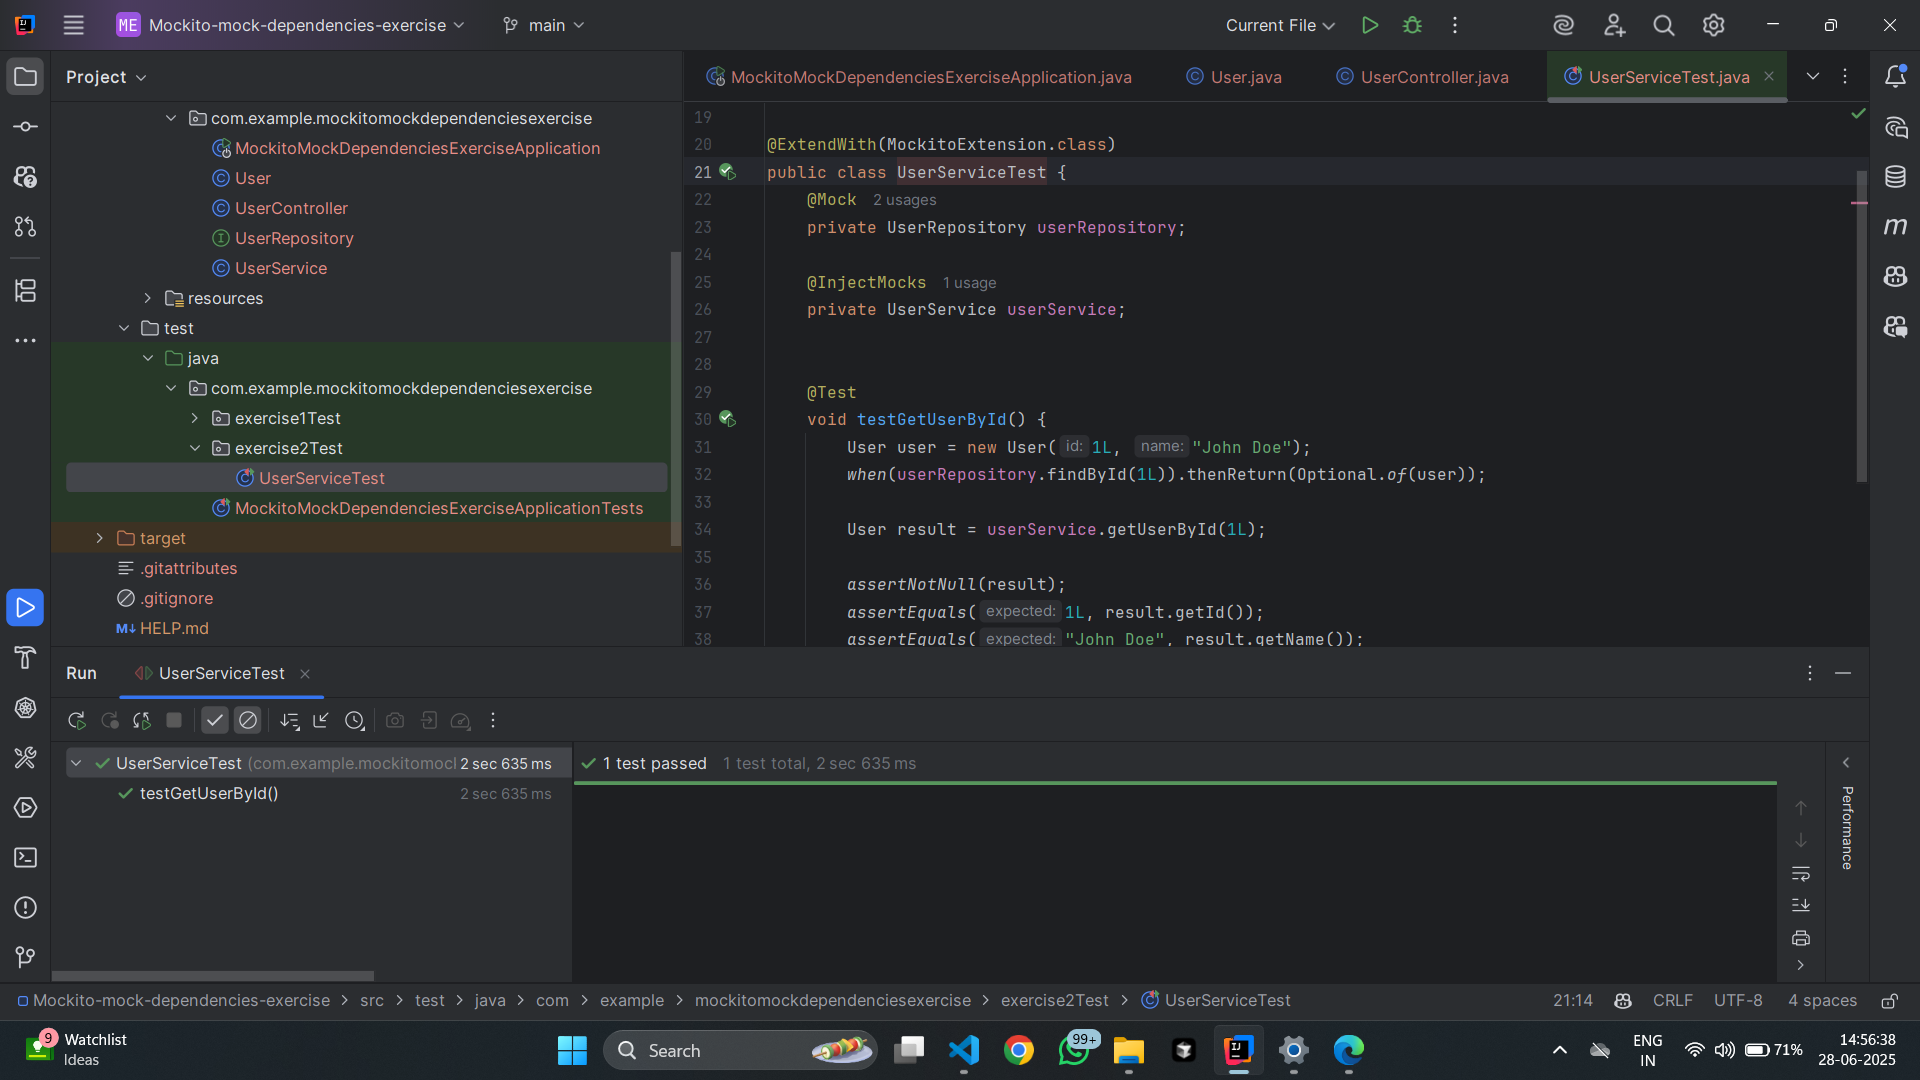 ME Mockito-mock-dependencies-exercise main Current File
Project
com.example.mockitomockdependenciesexercise
MockitoMockDependenciesExerciseApplication
User
UserController
UserRepository
UserService
resources
test
java
com.example.mockitomockdependenciesexercise
exercise1Test
exercise2Test
UserServiceTest
MockitoMockDependenciesExerciseApplicationTests
target
.gitattributes
.gitignore
M↓ HELP.md
MockitoMockDependenciesExerciseApplication.java User.java UserController.java UserServiceTest.java
19
20 @ExtendWith(MockitoExtension.class)
21 public class UserServiceTest {
22 @Mock 2 usages
23 private UserRepository userRepository;
24
25 @InjectMocks 1 usage
26 private UserService userService;
27
28
29 @Test
30 void testGetUserById() {
31 User user = new User( id: 1L, name: "John Doe");
32 when(userRepository.findById(1L)).thenReturn(Optional.of(user));
33
34 User result = userService.getUserById(1L);
35
36 assertNotNull(result);
37 assertEquals( expected: 1L, result.getId());
38 assertEquals( expected: "John Doe", result.getName());
Run UserServiceTest
UserServiceTest (com.example.mockitomocl 2 sec 635 ms
testGetUserById() 2 sec 635 ms
1 test passed 1 test total, 2 sec 635 ms
Performance
Mockito-mock-dependencies-exercise > src > test > java > com > example > mockitomockdependenciesexercise > exercise2Test > UserServiceTest 21:14 CRLF UTF-8 4 spaces
9 Watchlist
Ideas
Search
99+
ENG
IN
71%
14:56:38
28-06-2025